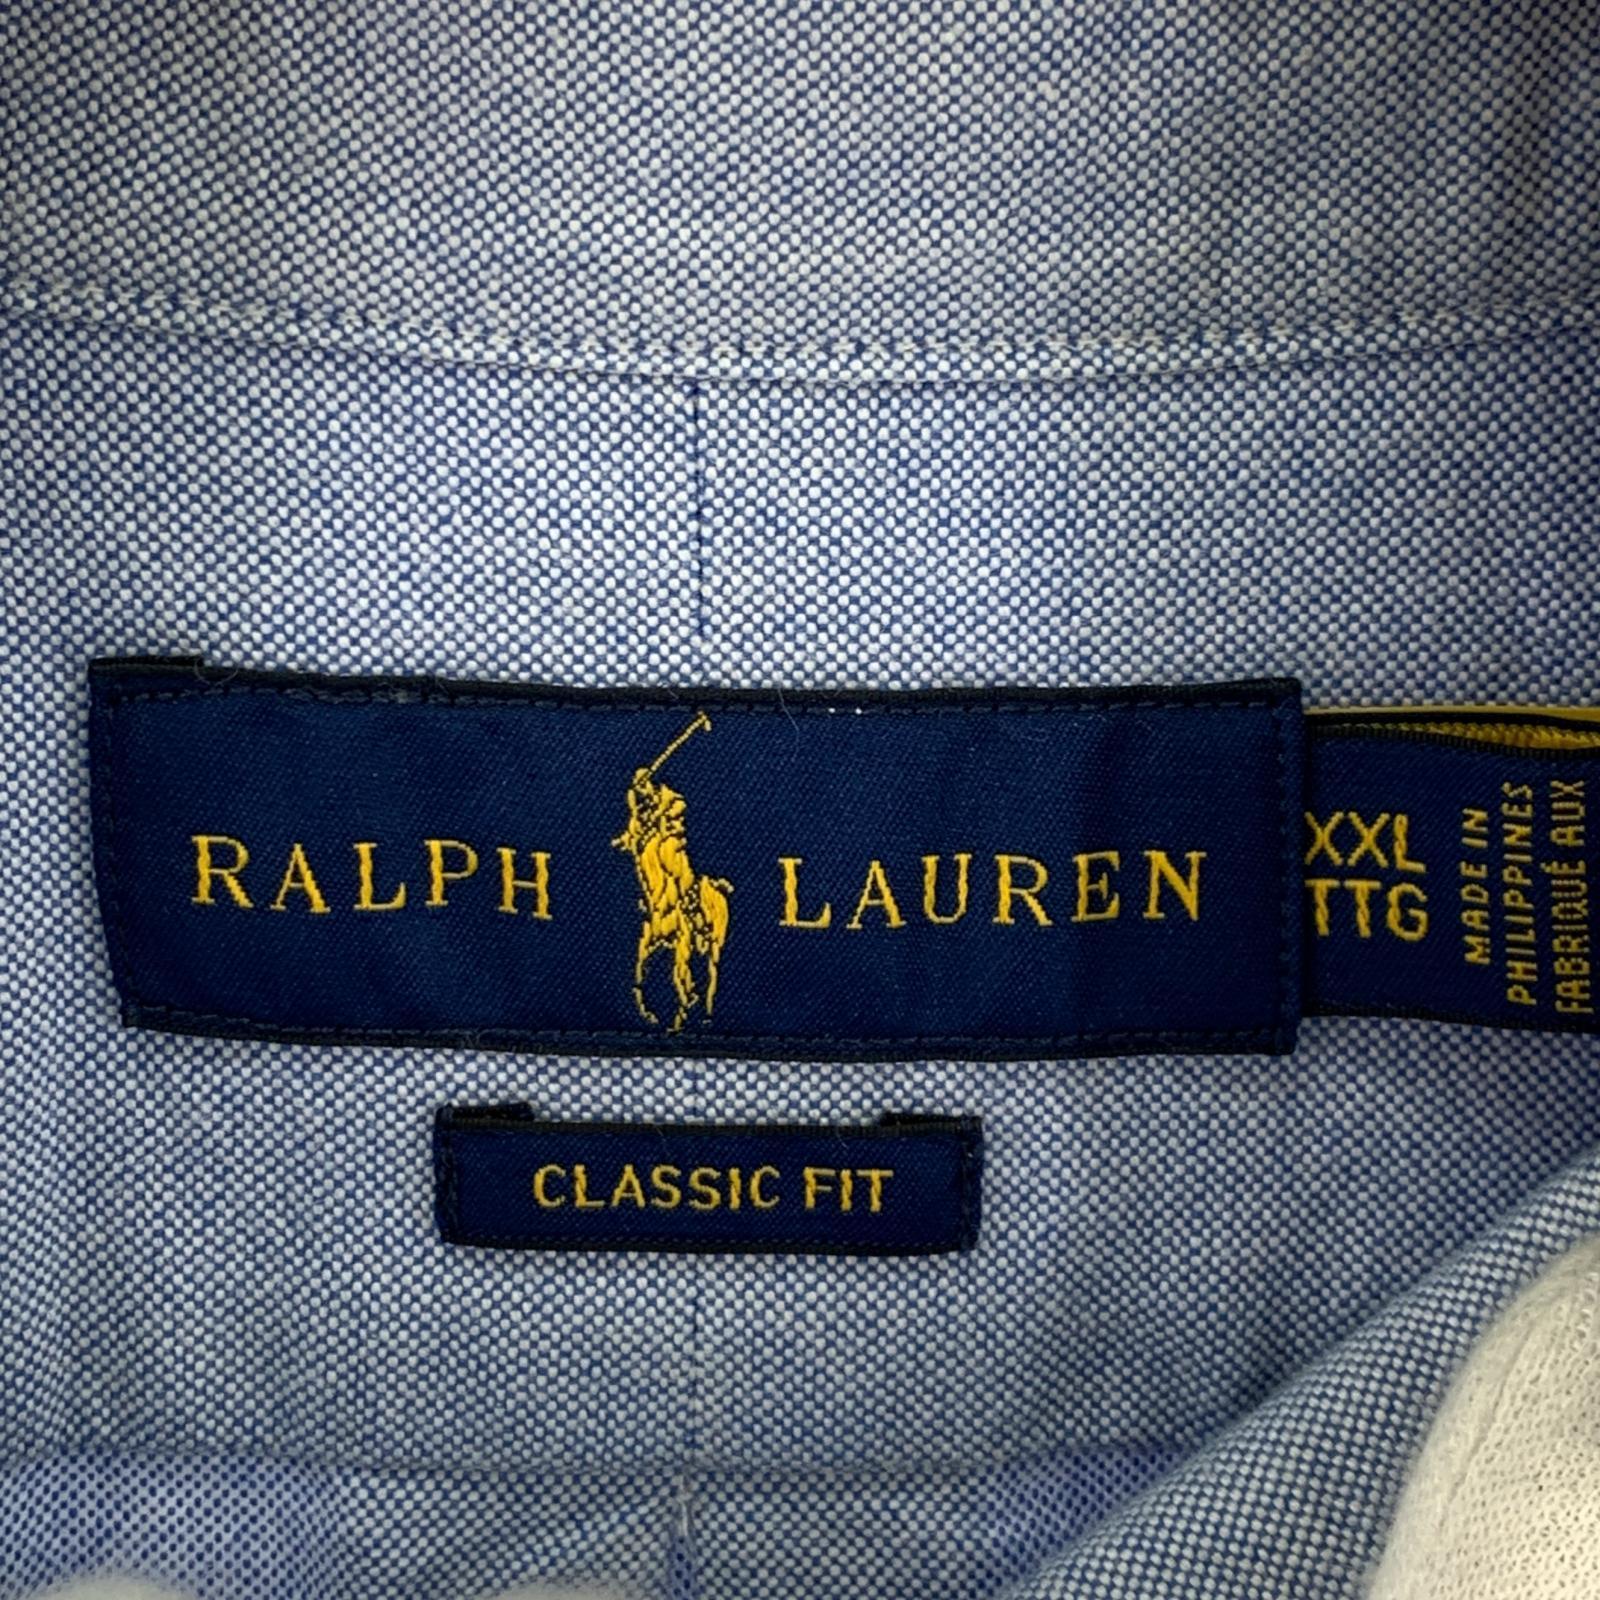 RALPH LAUREN
XXL
TTG
MADE IN
PHILIPPINES
FABRIQUÉ AUX
CLASSIC FIT